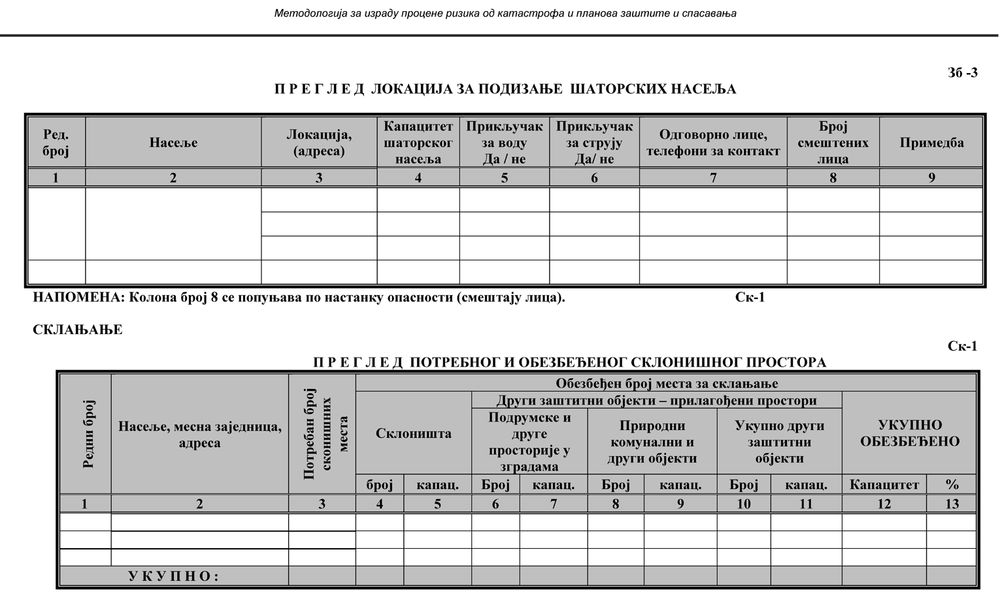 Методологија за израду процене ризика од катастрофа и планова заштите и спасавања
Зб -3
П Р Е Г Л Е Д ЛОКАЦИЈА ЗА ПОДИЗАЊЕ ШАТОРСКИХ НАСЕЉА
Ред.
број
Насеље
Локација,
(адреса)
Капацитет
шаторског
насеља
Прикључак
за воду
Да / не
Прикључак
за струју
Да/ не
Одговорно лице,
телефони за контакт
Број
смештених
лица
Примедба
1 2 3 4 5 6 7 8 9
НАПОМЕНА: Колона број 8 се попуњава по настанку опасности (смештају лица). Ск-1
СКЛАЊАЊЕ
Ск-1
П Р Е Г Л Е Д ПОТРЕБНОГ И ОБЕЗБЕЂЕНОГ СКЛОНИШНОГ ПРОСТОРА
Редни број
Насеље, месна заједница,
адреса
Потребан број
сконишних
места
Обезбеђен број места за склањање
Склоништа
Други заштитни објекти – прилагођени простори
Подрумске и
друге
просторије у
зградама
Природни
комунални и
други објекти
Укупно други
заштитни
објекти
УКУПНО
ОБЕЗБЕЂЕНО
број капац. Број капац. Број капац. Број капац. Капацитет %
1 2 3 4 5 6 7 8 9 10 11 12 13
У К У П Н О :